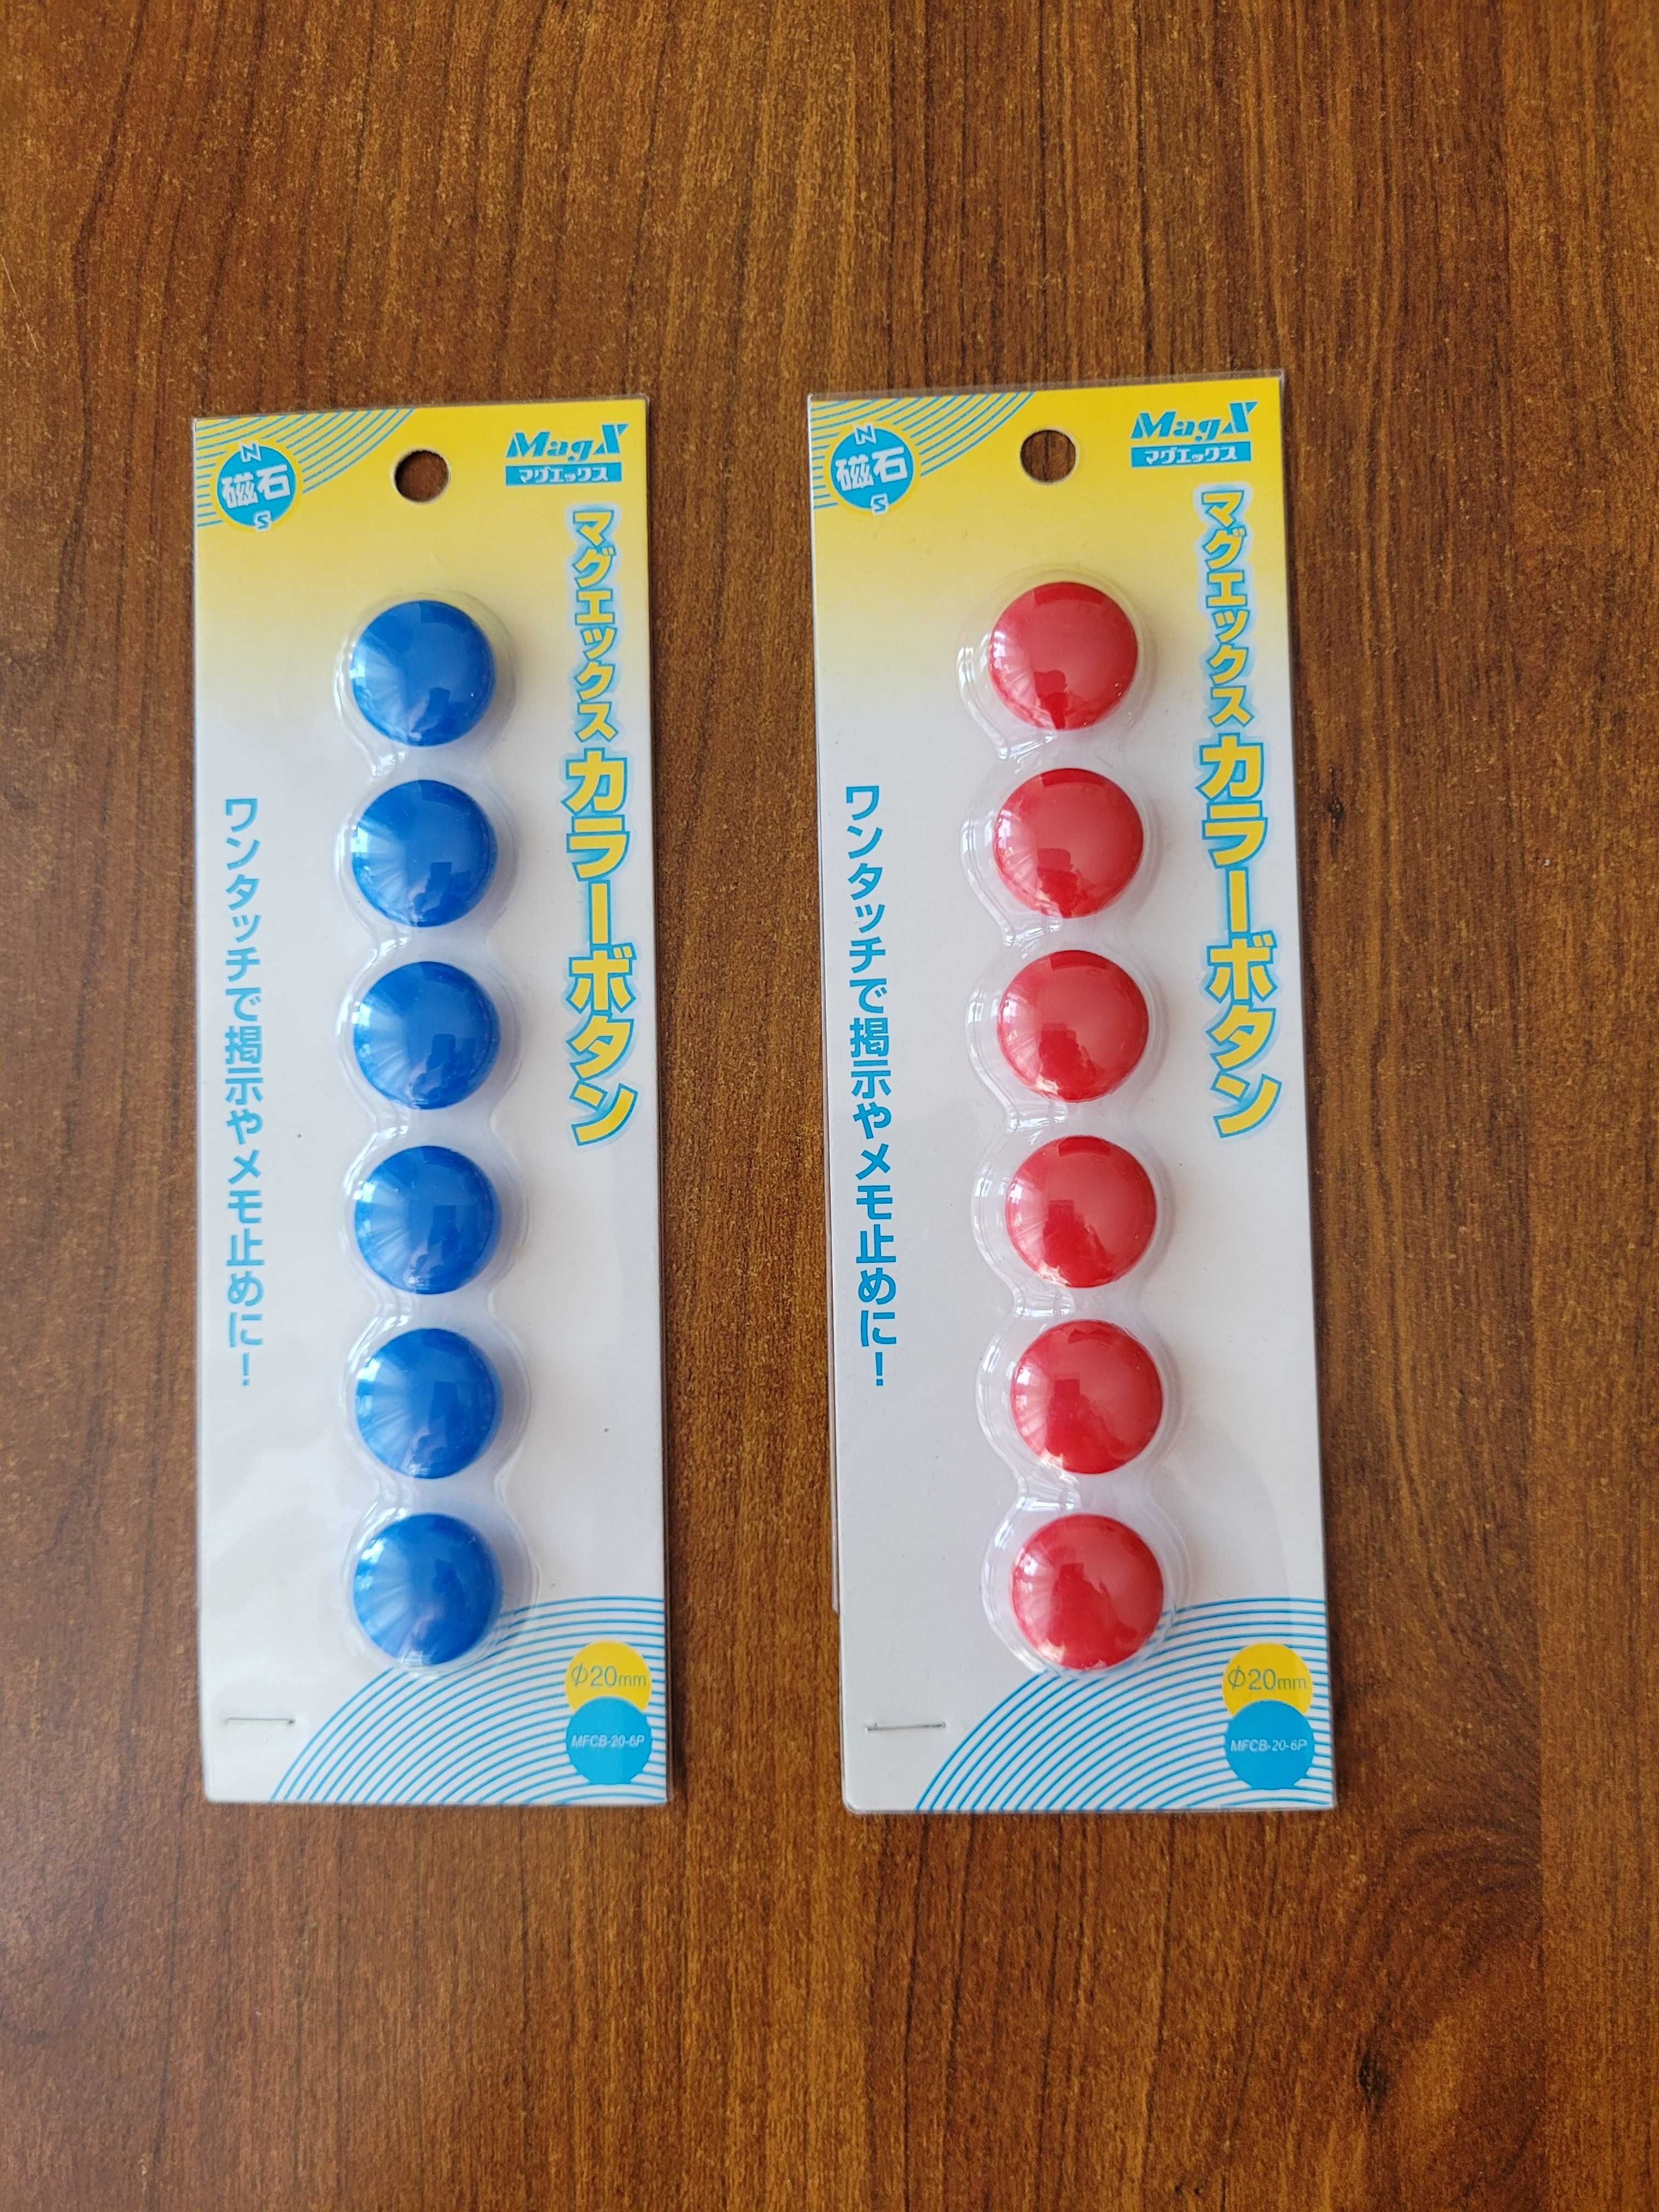 N
磁石
S
MagX
マグエックス
マグエックスカラーボタン
ワンタッチで掲示やメモ止めに！
φ20mm
MFCB-20-6P
N
磁石
S
MagX
マグエックス
マグエックスカラーボタン
ワンタッチで掲示やメモ止めに！
φ20mm
MFCB-20-6P